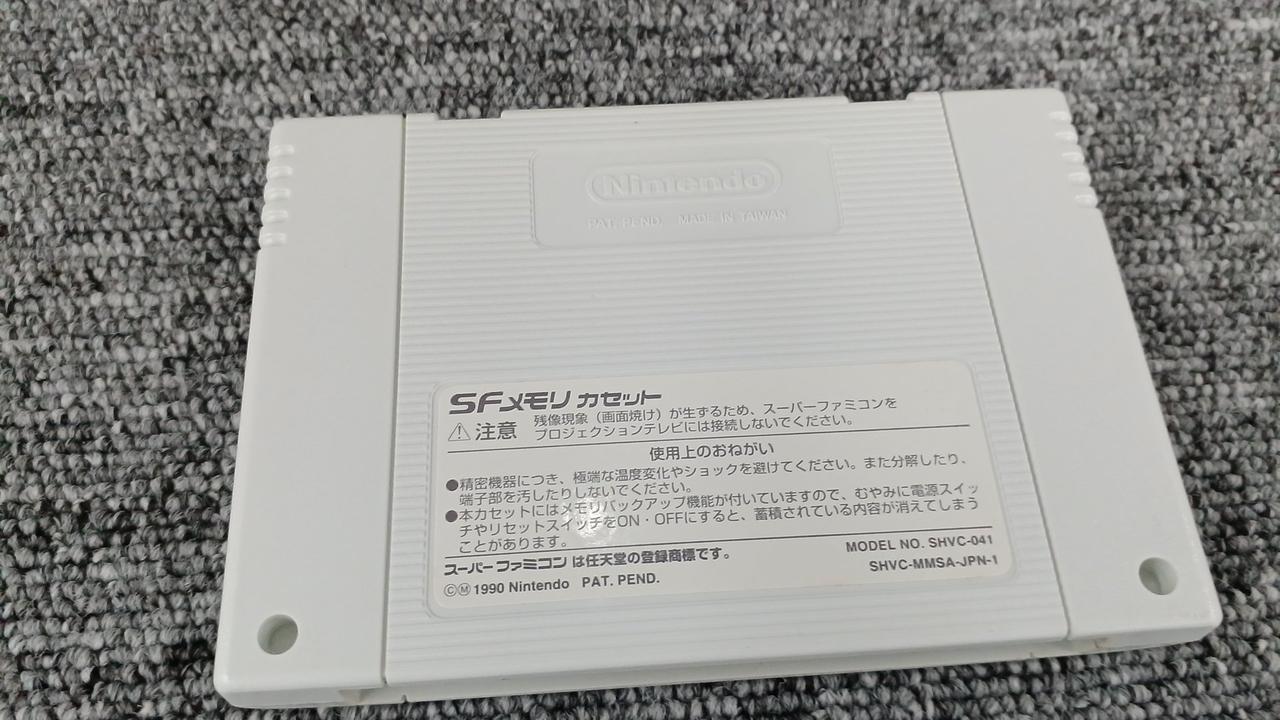 Nintendo
PAT. PEND. MADE IN TAIWAN
SFメモリ カセット
⚠注意 残像現象（画面焼け）が生ずるため、スーパーファミコンを
プロジェクションテレビには接続しないでください。
使用上のおねがい
●精密機器につき、極端な温度変化やショックを避けてください。また分解したり、
端子部を汚したりしないでください。
●本カセットにはメモリバックアップ機能が付いていますので、むやみに電源スイッ
チやリセットスイッチをON・OFFにすると、蓄積されている内容が消えてしまう
ことがあります。
スーパーファミコンは任天堂の登録商標です。
ⒸⓂ1990 Nintendo PAT. PEND.
MODEL NO. SHVC-041
SHVC-MMSA-JPN-1